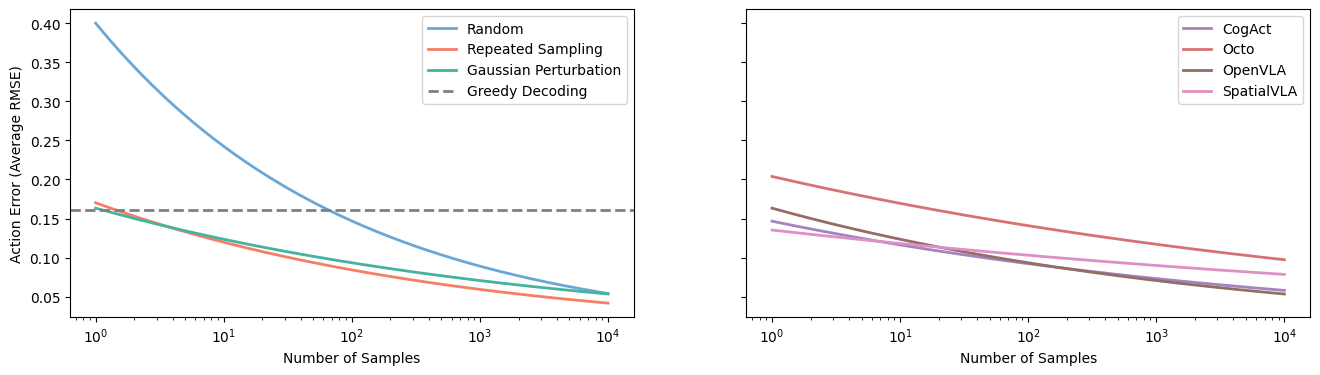 Action Error (Average RMSE)
0.40
0.35
0.30
0.25
0.20
0.15
0.10
0.05
Random
Repeated Sampling
Gaussian Perturbation
Greedy Decoding
10⁰
10¹
10²
10³
10⁴
Number of Samples
CogAct
Octo
OpenVLA
SpatialVLA
10⁰
10¹
10²
10³
10⁴
Number of Samples